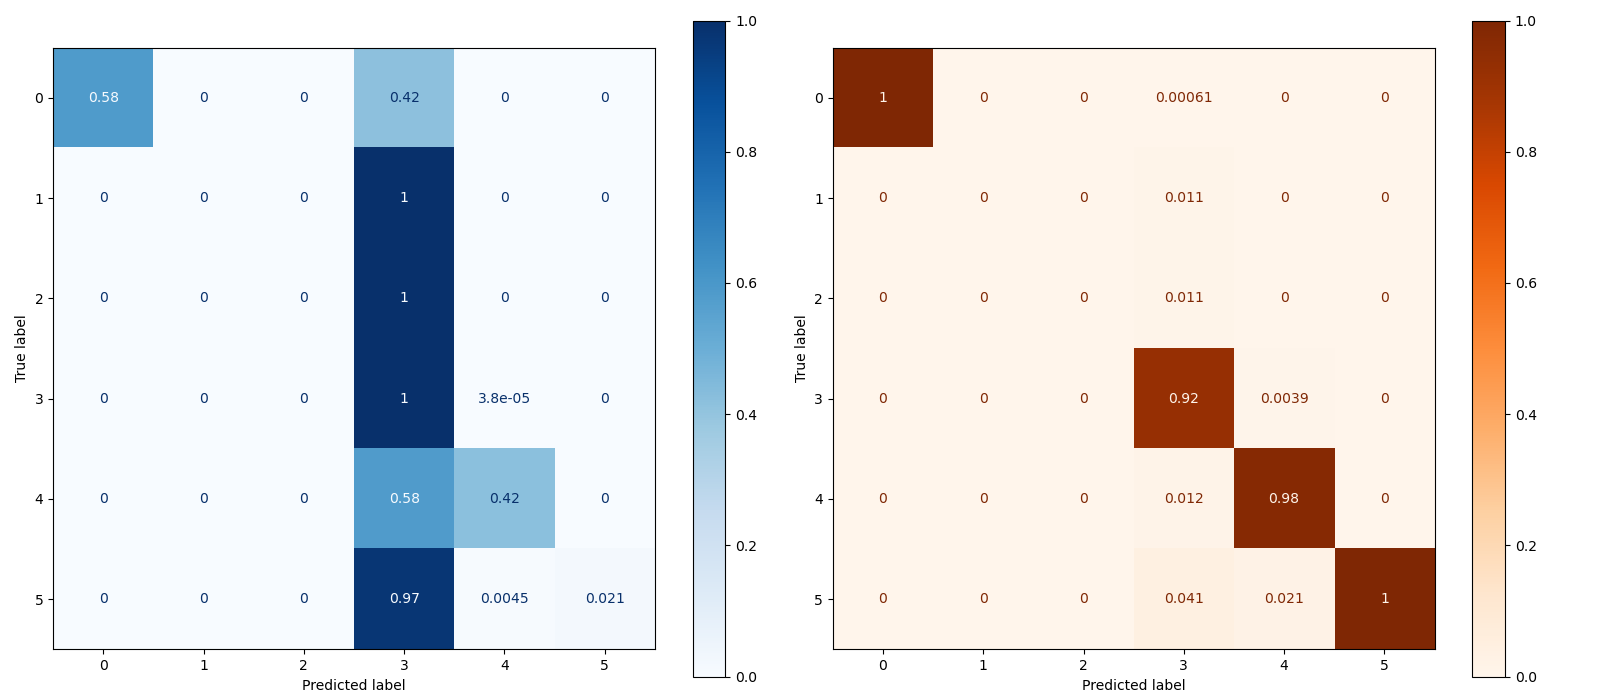 1.0
0.8
0.6
0.4
0.2
0.0
True label
0 0.58 0 0 0.42 0 0
1 0 0 0 1 0 0
2 0 0 0 1 0 0
3 0 0 0 1 3.8e-05 0
4 0 0 0 0.58 0.42 0
5 0 0 0 0.97 0.0045 0.021
0 1 2 3 4 5
Predicted label
1.0
0.8
0.6
0.4
0.2
0.0
True label
0 1 0 0 0.00061 0 0
1 0 0 0 0.011 0 0
2 0 0 0 0.011 0 0
3 0 0 0 0.92 0.0039 0
4 0 0 0 0.012 0.98 0
5 0 0 0 0.041 0.021 1
0 1 2 3 4 5
Predicted label